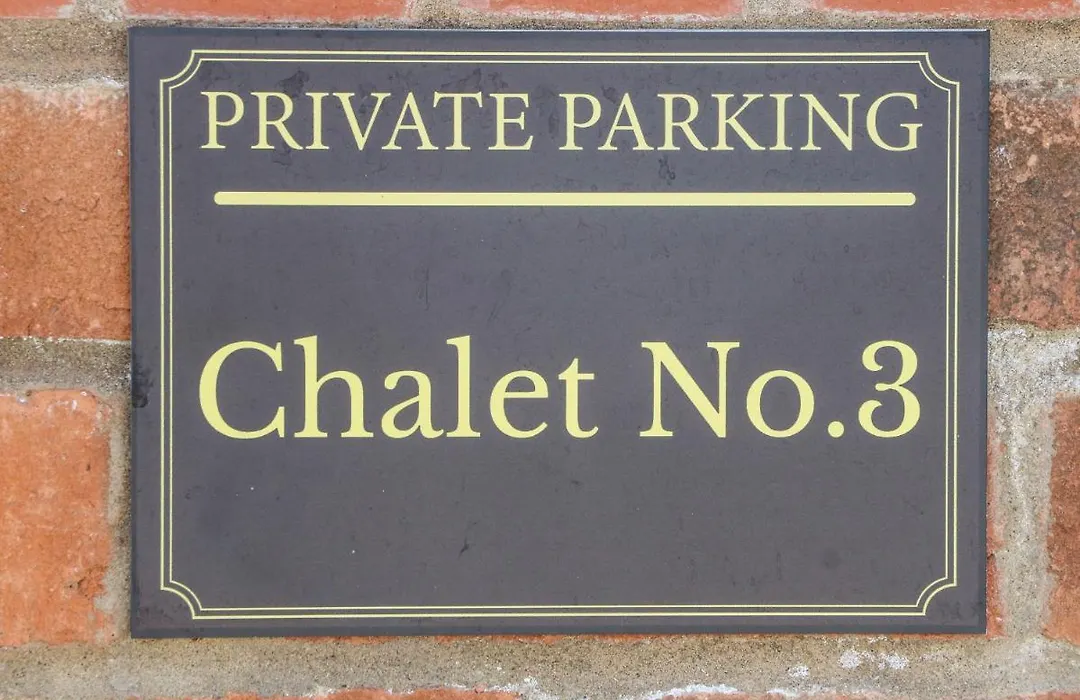 PRIVATE PARKING
Chalet No.3